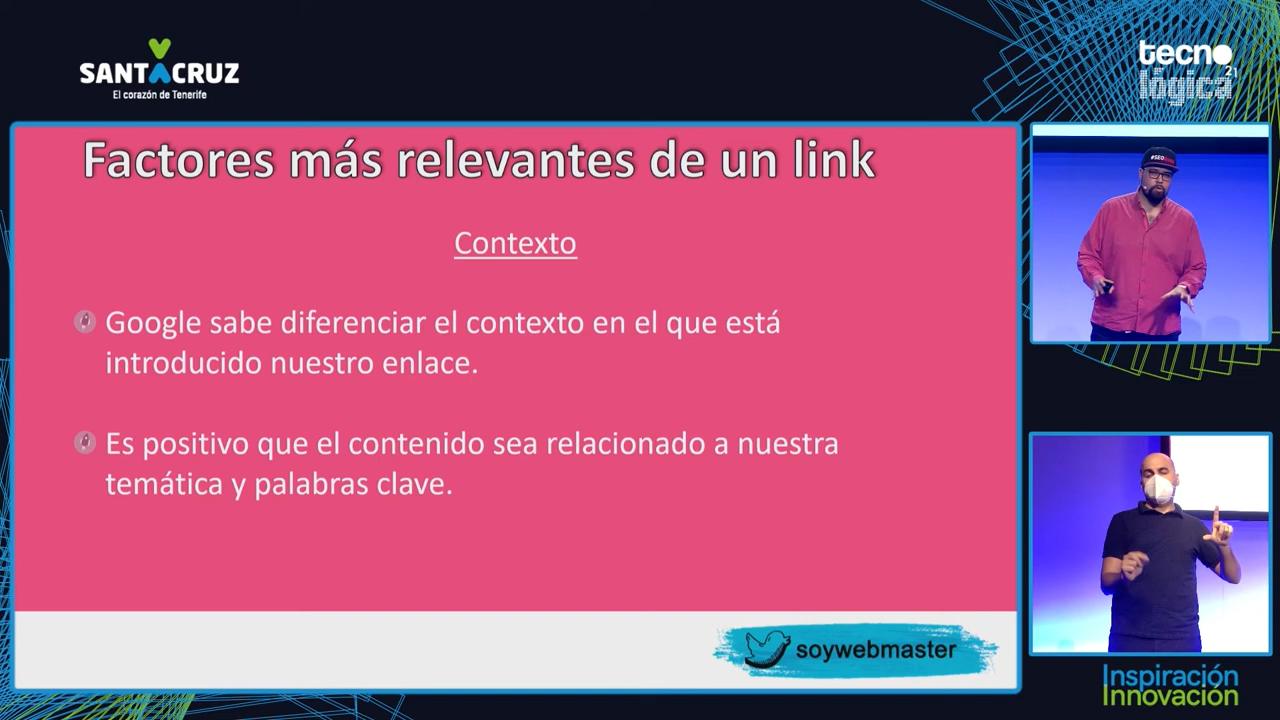 SANTACRUZ
El corazón de Tenerife
tecno
lógica
21
Factores más relevantes de un link
Contexto
Google sabe diferenciar el contexto en el que está
introducido nuestro enlace.
Es positivo que el contenido sea relacionado a nuestra
temática y palabras clave.
soywebmaster
Inspiración
Innovación